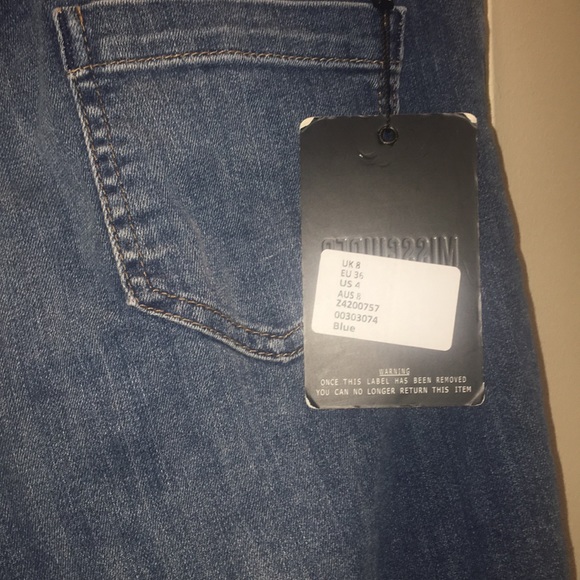 UK 8
EU 36
US 4
AUS 8
Z4200757
00303074
Blue
WARNING
ONCE THIS LABEL HAS BEEN REMOVED
YOU CAN NO LONGER RETURN THIS ITEM